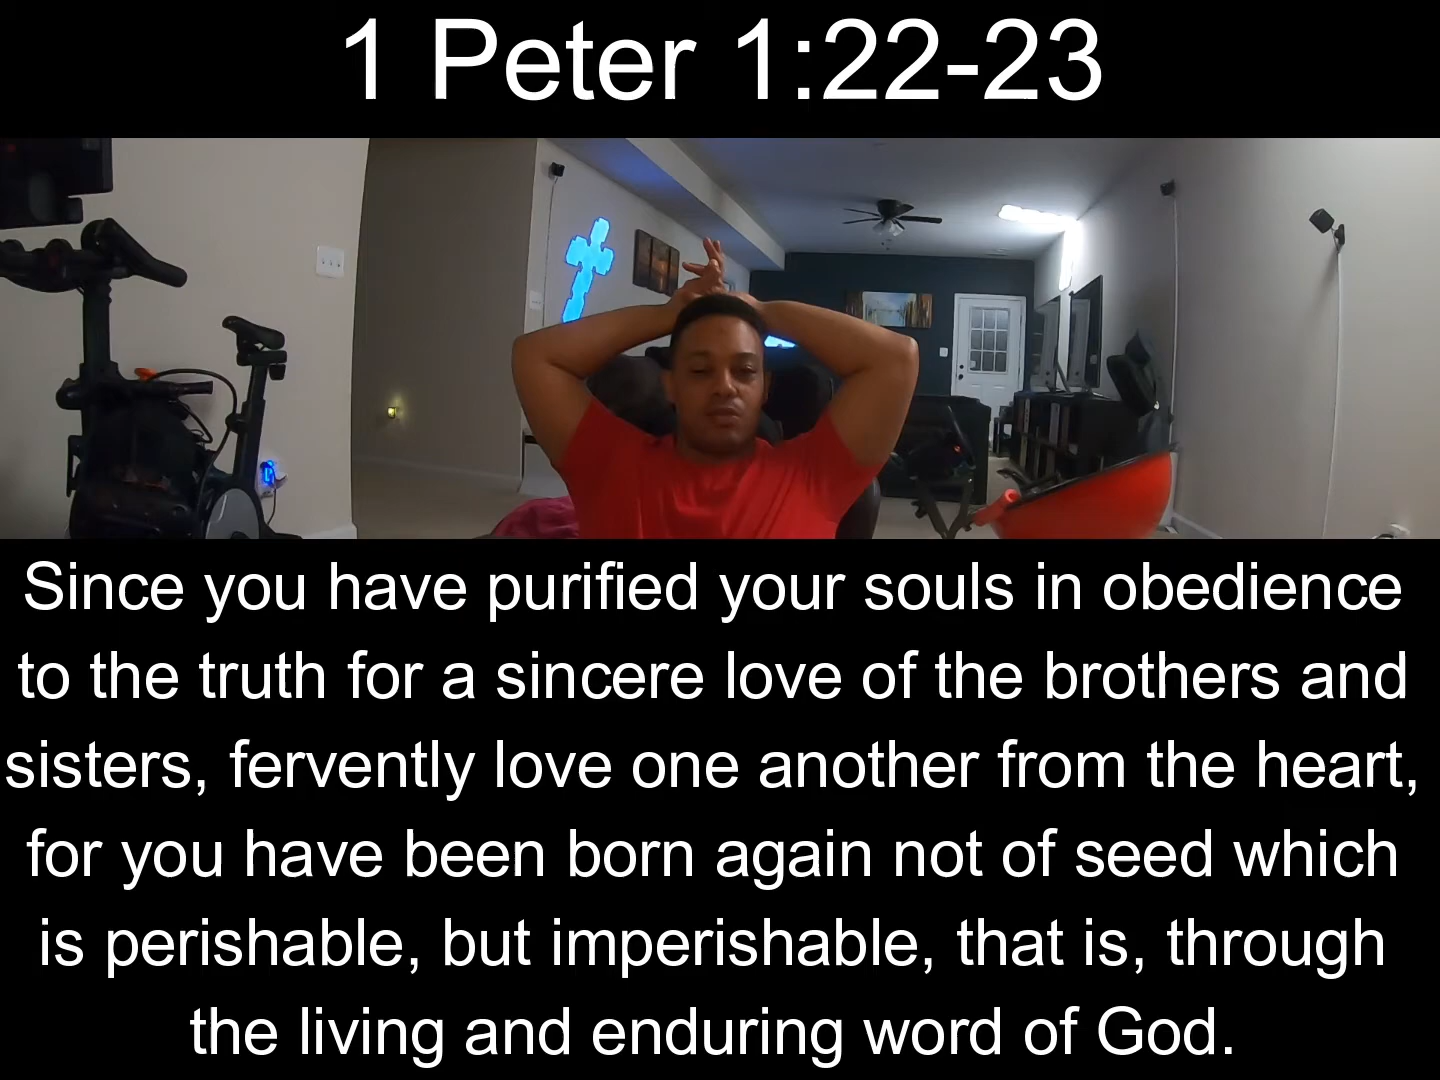 1 Peter 1:22-23
Since you have purified your souls in obedience
to the truth for a sincere love of the brothers and
sisters, fervently love one another from the heart,
for you have been born again not of seed which
is perishable, but imperishable, that is, through
the living and enduring word of God.